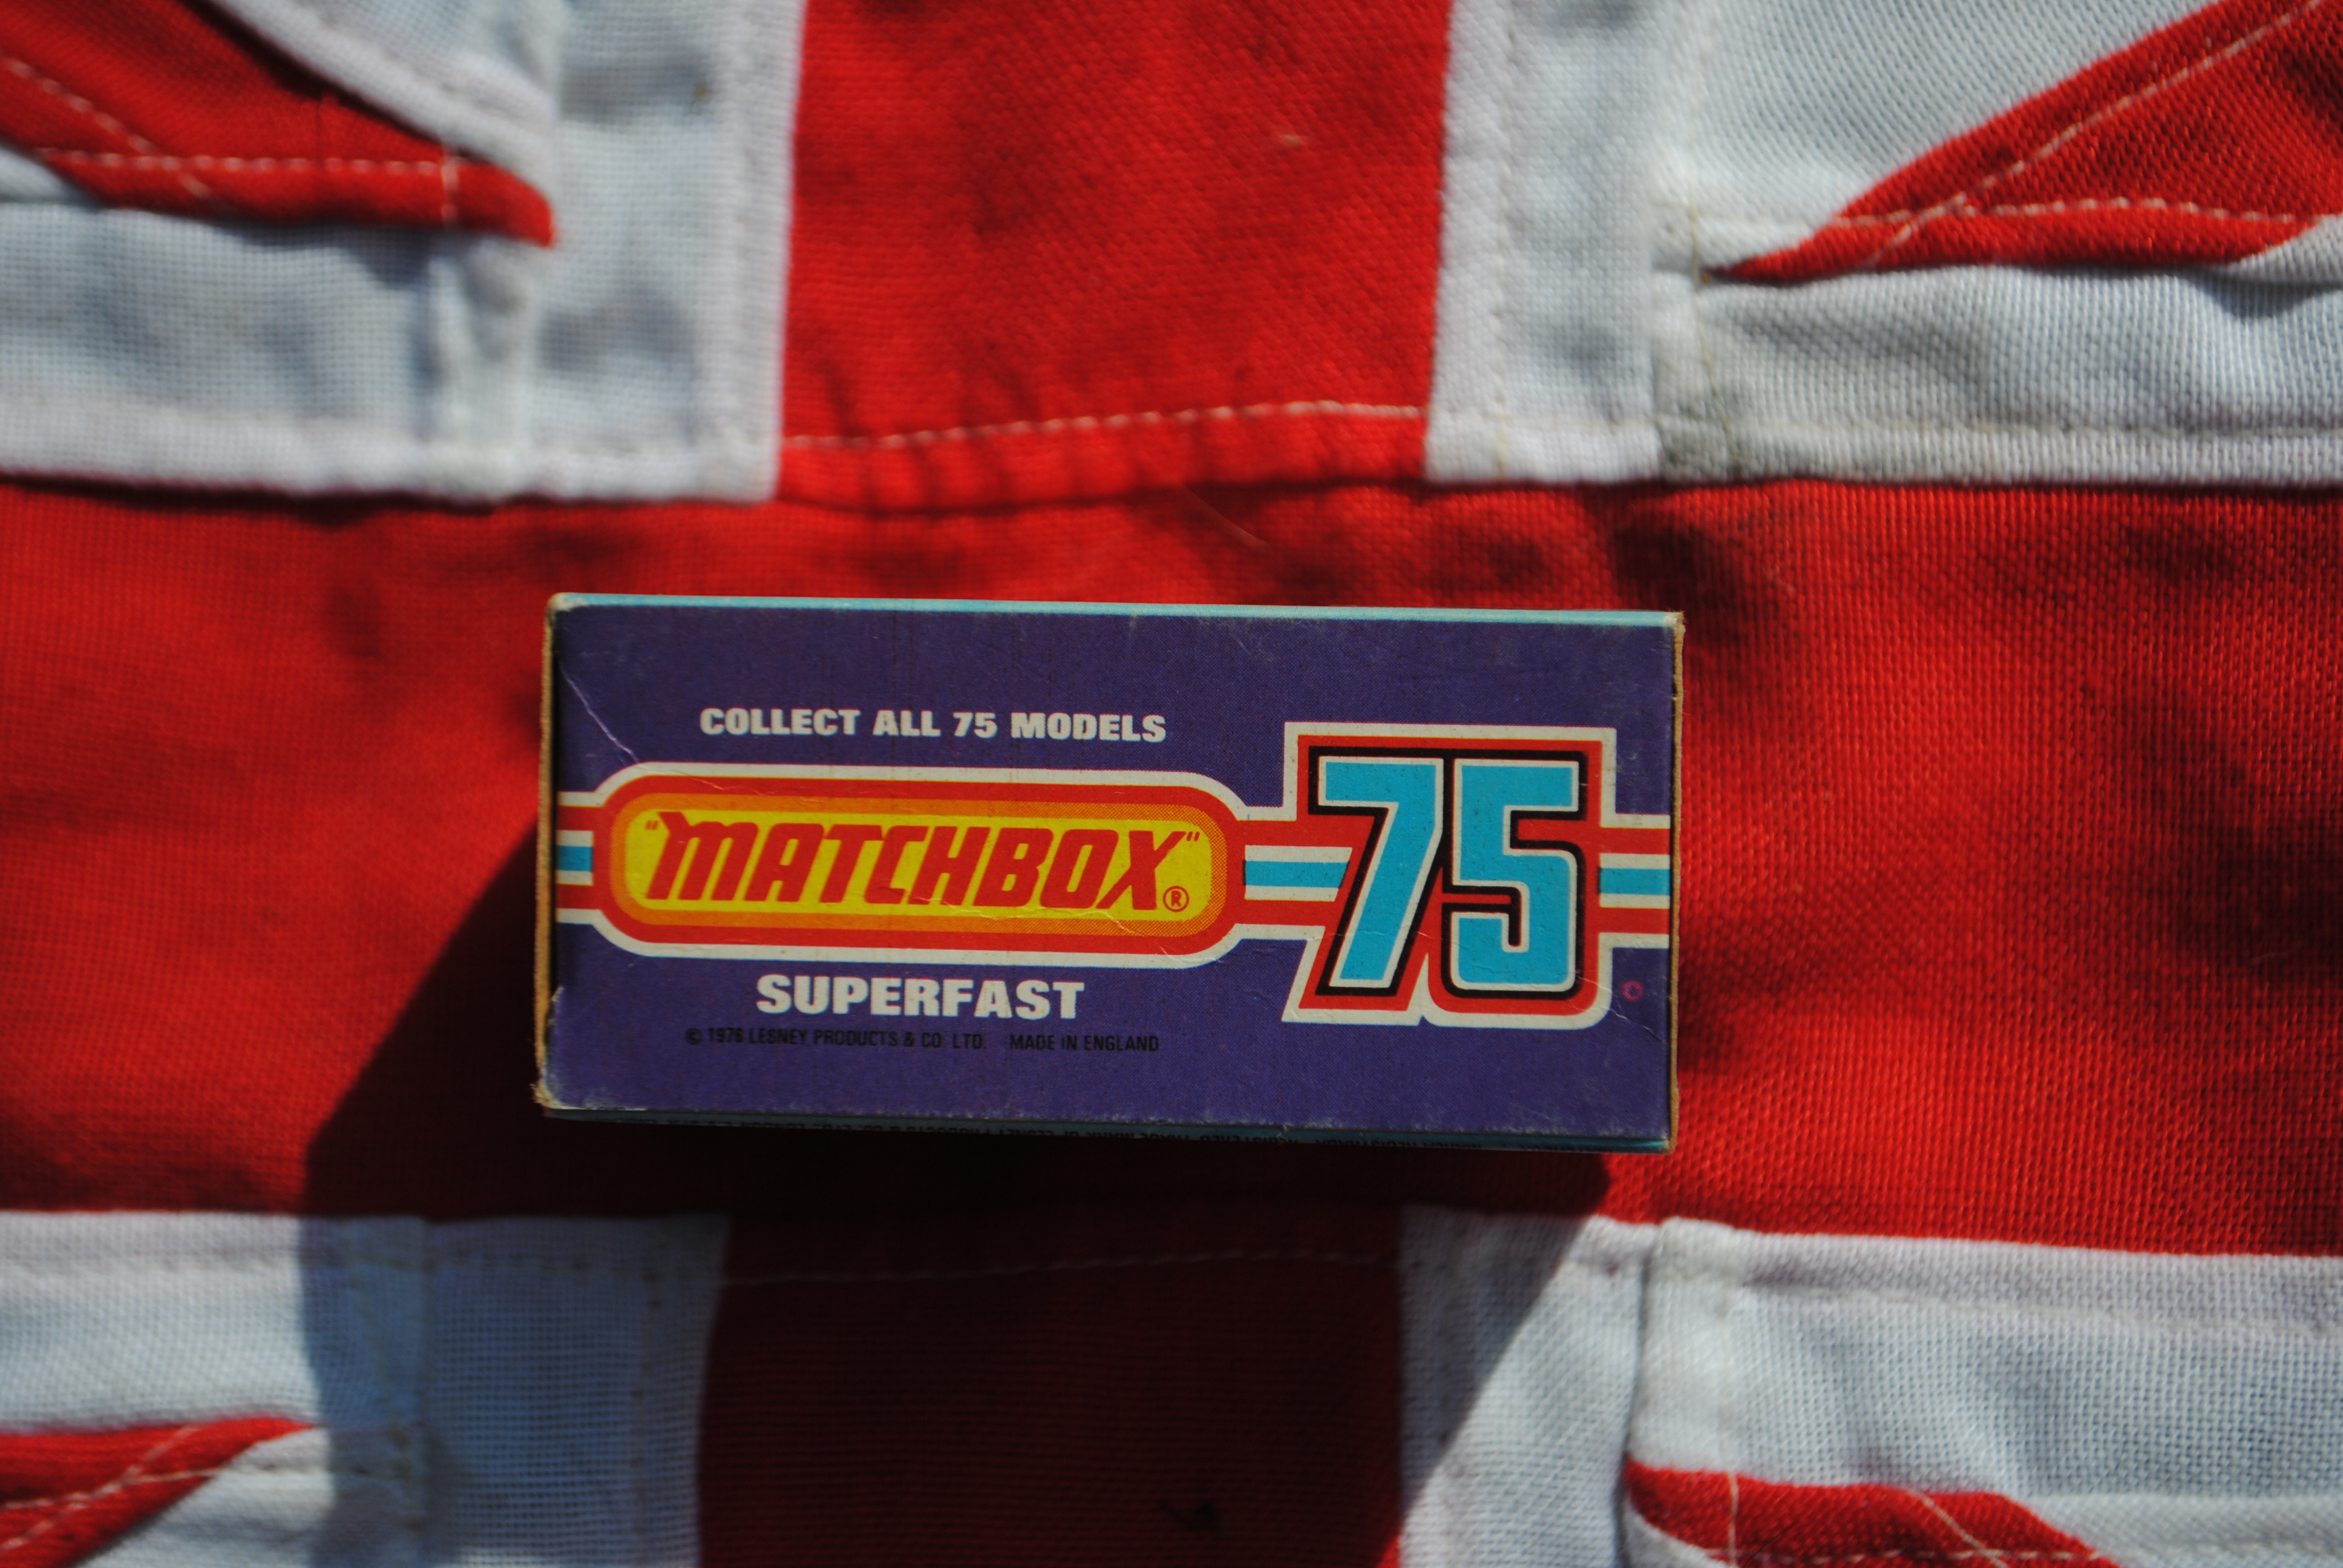 COLLECT ALL 75 MODELS
"MATCHBOX"®
75
SUPERFAST
© 1976 LESNEY PRODUCTS & CO. LTD. MADE IN ENGLAND